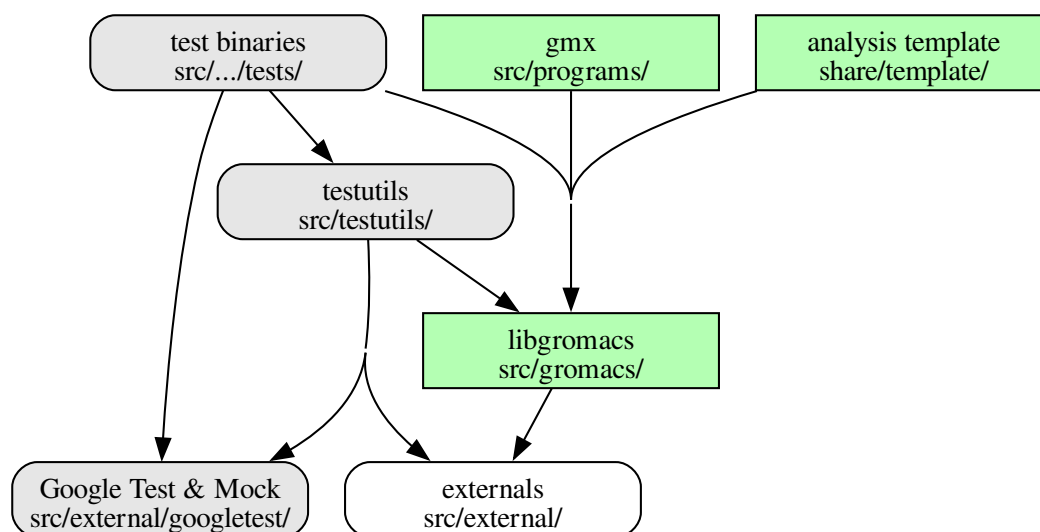 test binaries
src/.../tests/
gmx
src/programs/
analysis template
share/template/
testutils
src/testutils/
libgromacs
src/gromacs/
Google Test & Mock
src/external/googletest/
externals
src/external/